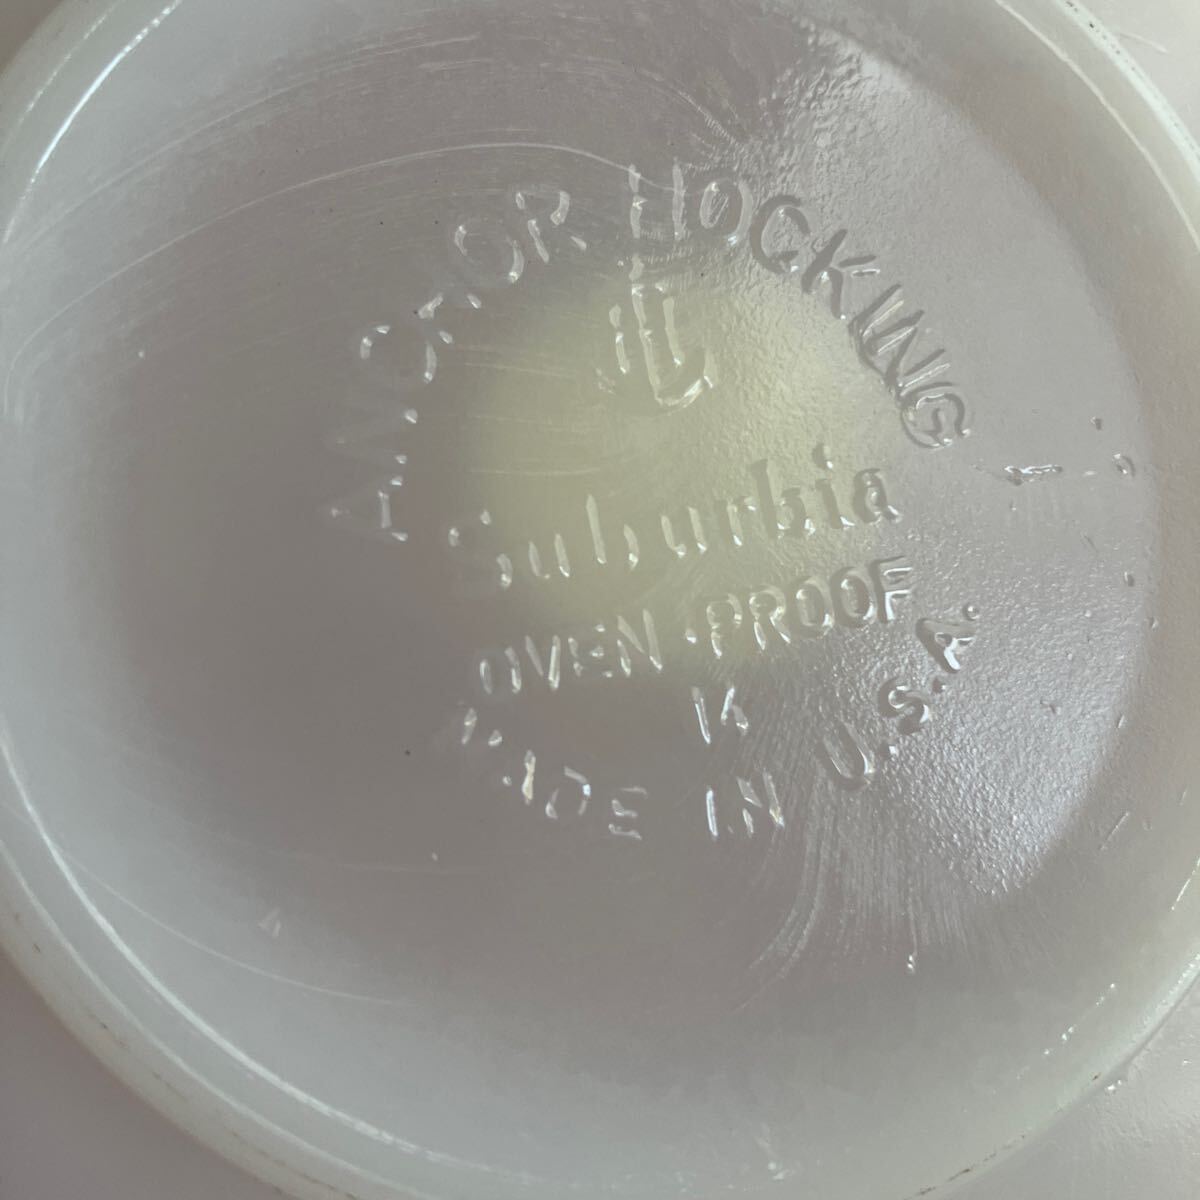 ANCHOR HOCKING
Suburbia
OVEN-PROOF
14
MADE IN U.S.A.